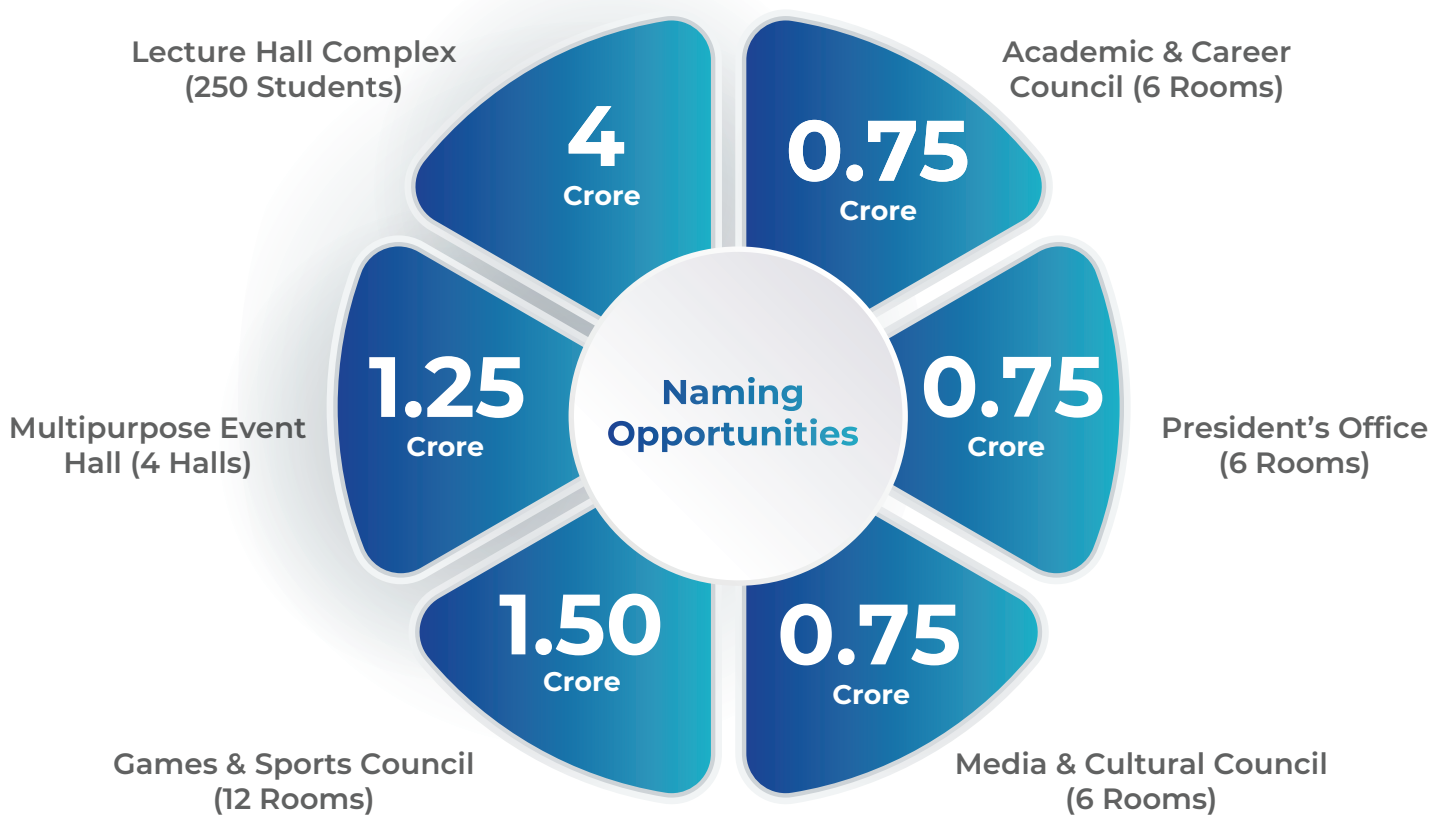 Lecture Hall Complex
(250 Students)
4
Crore
Academic & Career
Council (6 Rooms)
0.75
Crore
Multipurpose Event
Hall (4 Halls)
1.25
Crore
Naming
Opportunities
0.75
Crore
President’s Office
(6 Rooms)
1.50
Crore
Games & Sports Council
(12 Rooms)
0.75
Crore
Media & Cultural Council
(6 Rooms)